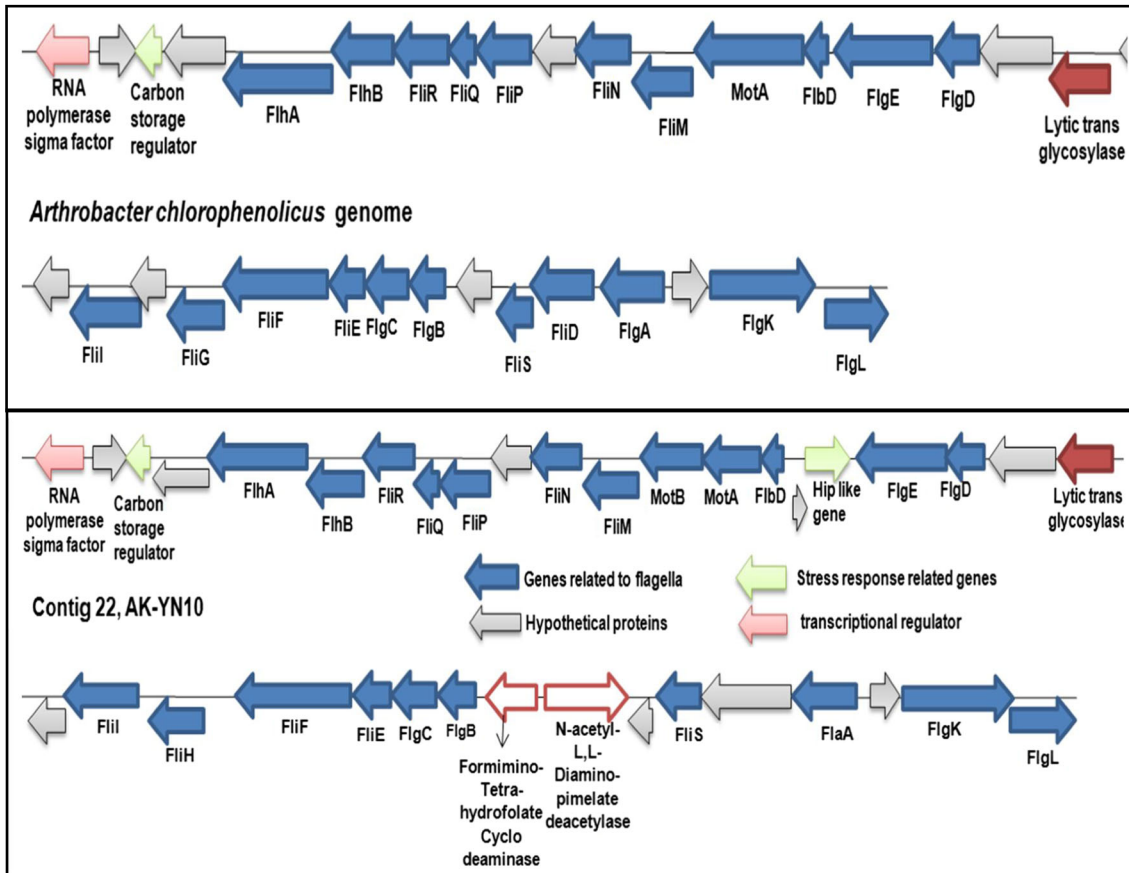 RNA
polymerase
sigma factor
Carbon
storage
regulator
FlhA
FlhB
FliR
FliQ
FliP
FliN
FliM
MotA
FlbD
FlgE
FlgD
Lytic trans
glycosylase
Arthrobacter chlorophenolicus genome
FliI
FliG
FliF
FliE
FlgC
FlgB
FliS
FliD
FlgA
FlgK
FlgL
RNA
polymerase
sigma factor
Carbon
storage
regulator
FlhA
FlhB
FliR
FliQ
FliP
FliN
FliM
MotB
MotA
FlbD
Hip like
gene
FlgE
FlgD
Lytic trans
glycosylase
Genes related to flagella
Stress response related genes
Hypothetical proteins
transcriptional regulator
Contig 22, AK-YN10
FliI
FliH
FliF
FliE
FlgC
FlgB
Formimino-
Tetra-
hydrofolate
Cyclo
deaminase
N-acetyl-
L,L-
Diamino-
pimelate
deacetylase
FliS
FlaA
FlgK
FlgL